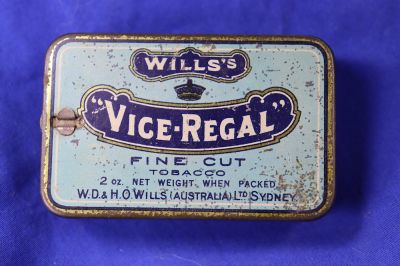 WILLS'S
"VICE-REGAL"
FINE CUT
TOBACCO
2 OZ. NET WEIGHT WHEN PACKED
W.D. & H.O. WILLS (AUSTRALIA) LTD SYDNEY